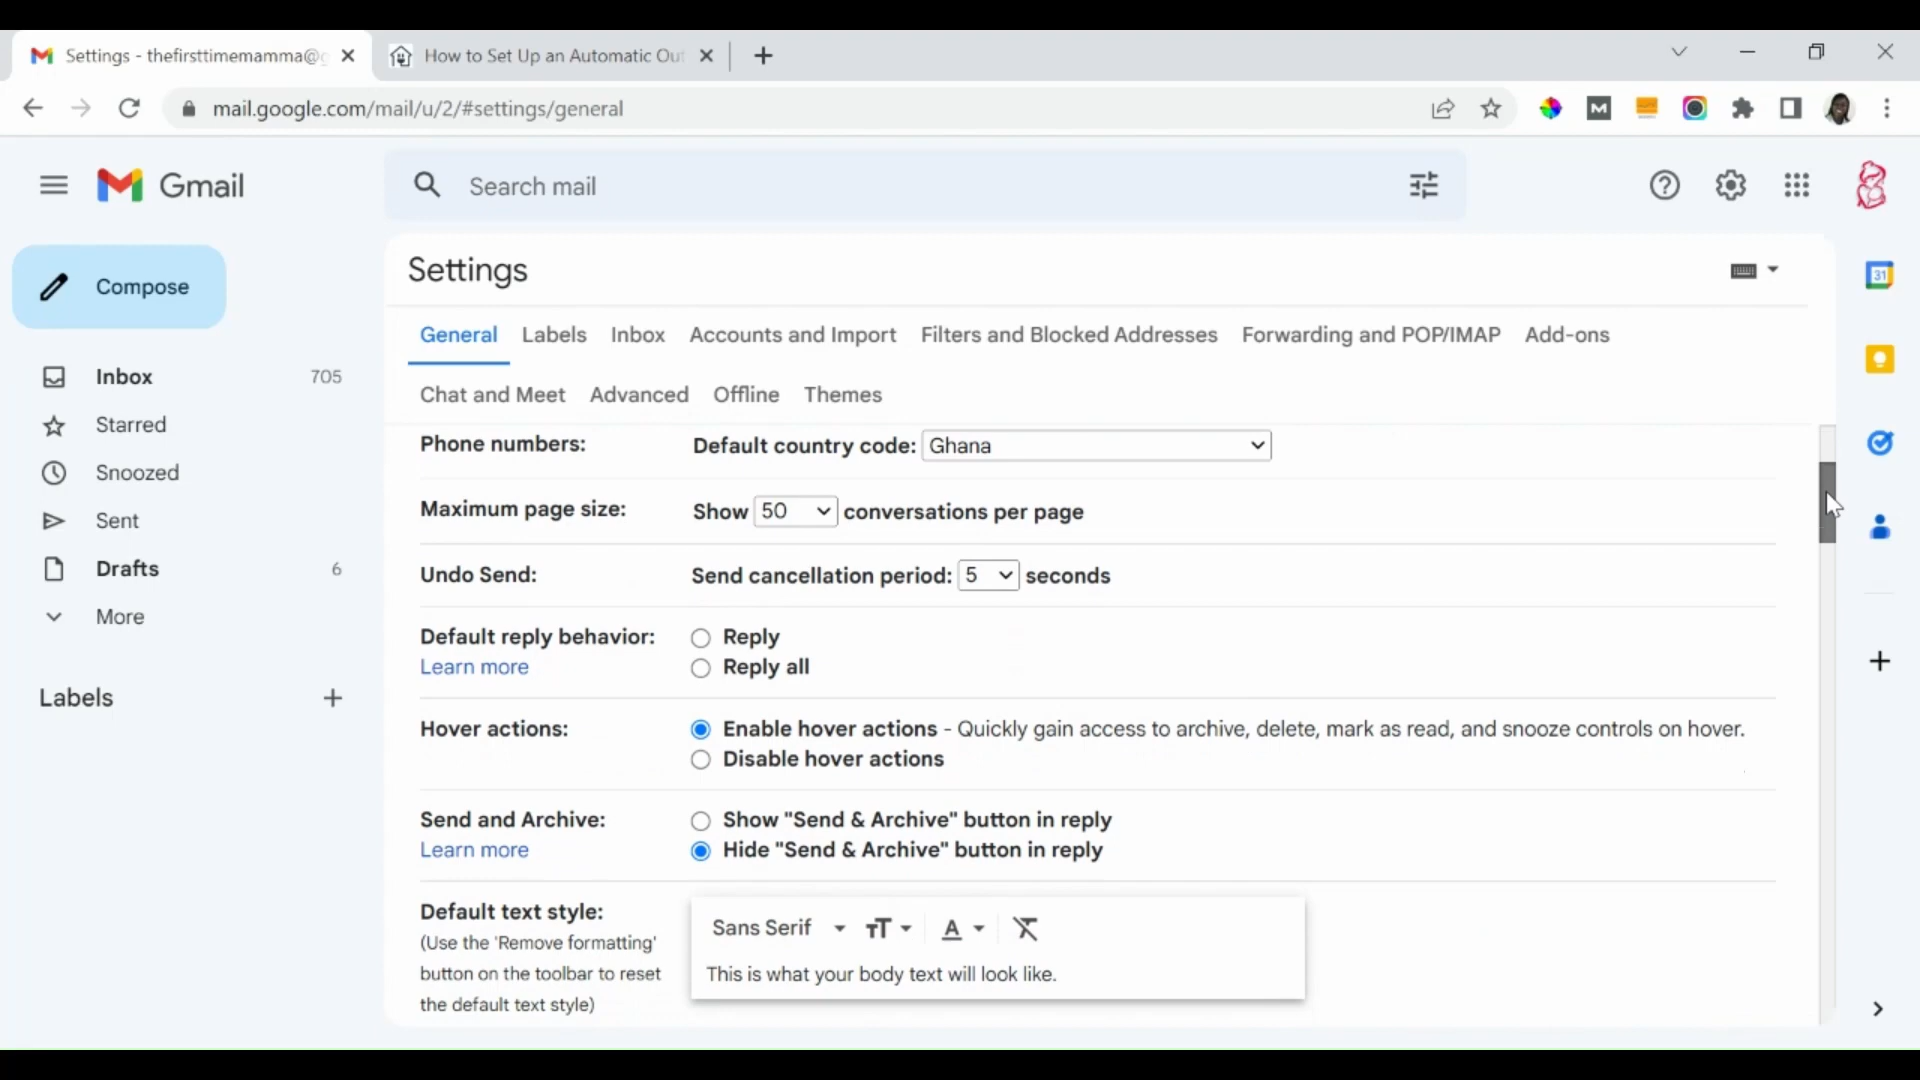 Settings - thefirsttimemamma@g
How to Set Up an Automatic Out
mail.google.com/mail/u/2/#settings/general
M
Gmail
Search mail
Compose
Inbox 705
Starred
Snoozed
Sent
Drafts 6
More
Labels
Settings
General Labels Inbox Accounts and Import Filters and Blocked Addresses Forwarding and POP/IMAP Add-ons
Chat and Meet Advanced Offline Themes
Phone numbers: Default country code: Ghana
Maximum page size: Show 50 conversations per page
Undo Send: Send cancellation period: 5 seconds
Default reply behavior: Reply
Learn more Reply all
Hover actions: Enable hover actions - Quickly gain access to archive, delete, mark as read, and snooze controls on hover.
Disable hover actions
Send and Archive: Show "Send & Archive" button in reply
Learn more Hide "Send & Archive" button in reply
Default text style:
(Use the 'Remove formatting'
button on the toolbar to reset
the default text style)
Sans Serif
This is what your body text will look like.
31